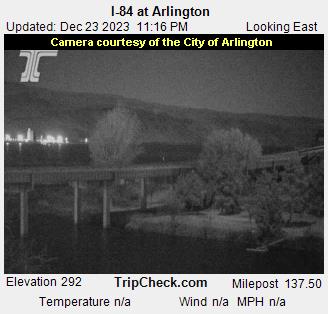 I-84 at Arlington
Updated: Dec 23 2023 11:16 PM Looking East
Camera courtesy of the City of Arlington
Elevation 292 TripCheck.com Milepost 137.50
Temperature n/a Wind n/a MPH n/a